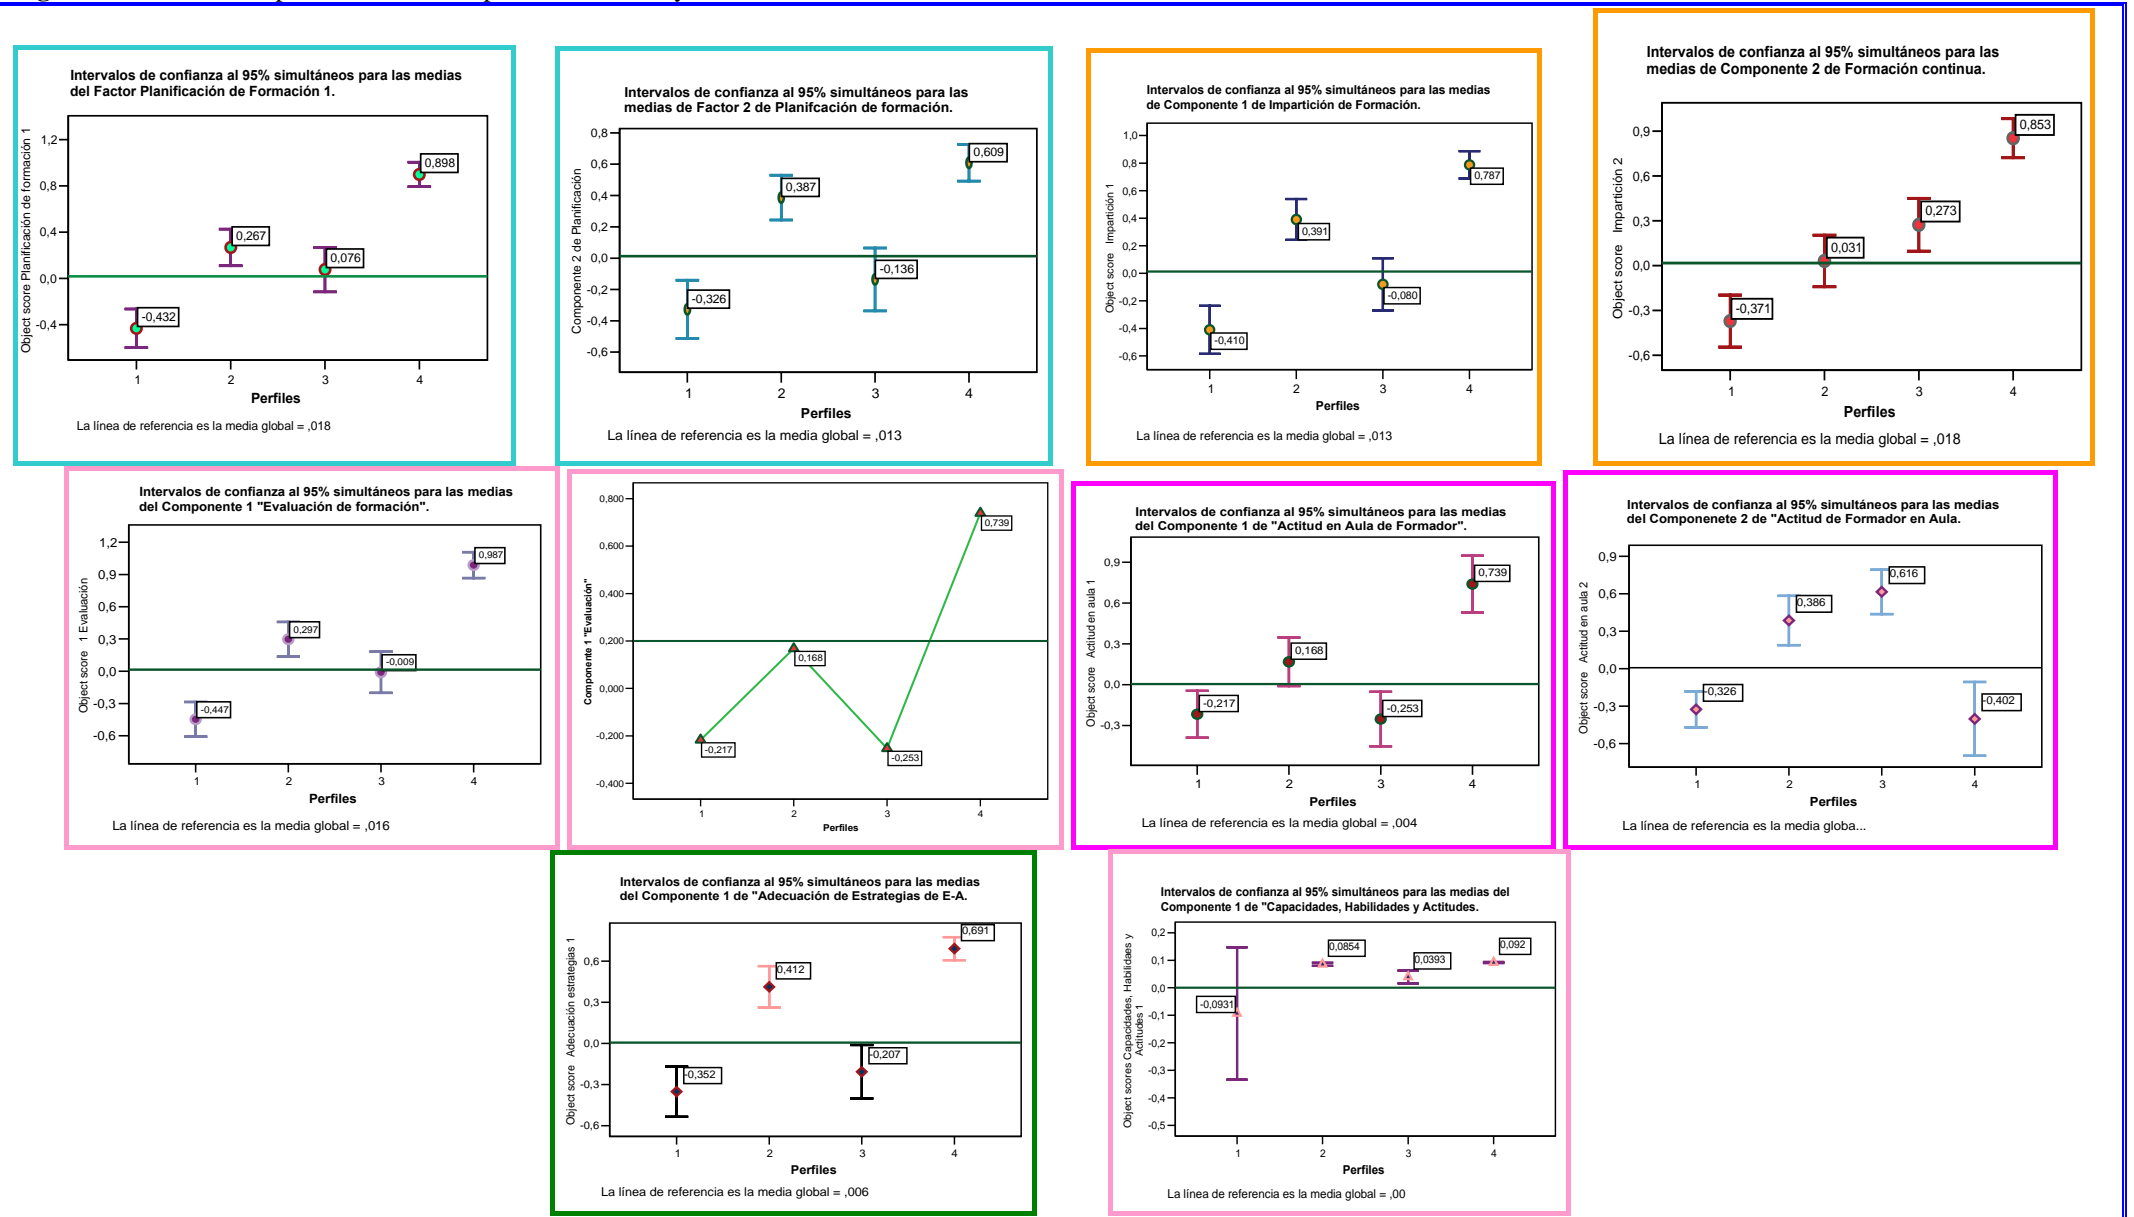 Intervalos de confianza al 95% simultáneos para las medias
del Factor Planificación de Formación 1.
Object score Planificación de formación 1
1,2
0,8
0,4
0,0
-0,4
0,898
0,267
0,076
-0,432
1 2 3 4
Perfiles
La línea de referencia es la media global = ,018
Intervalos de confianza al 95% simultáneos para las
medias de Factor 2 de Planifcación de formación.
Componente 2 de Planificación
0,8
0,6
0,4
0,2
0,0
-0,2
-0,4
-0,6
0,609
0,387
-0,136
-0,326
1 2 3 4
Perfiles
La línea de referencia es la media global = ,013
Intervalos de confianza al 95% simultáneos para las medias
de Componente 1 de Impartición de Formación.
Object score Impartición 1
1,0
0,8
0,6
0,4
0,2
0,0
-0,2
-0,4
-0,6
0,787
0,391
-0,080
-0,410
1 2 3 4
Perfiles
La línea de referencia es la media global = ,013
Intervalos de confianza al 95% simultáneos para las
medias de Componente 2 de Formación continua.
Object score Impartición 2
0,9
0,6
0,3
0,0
-0,3
-0,6
0,853
0,273
0,031
-0,371
1 2 3 4
Perfiles
La línea de referencia es la media global = ,018
Intervalos de confianza al 95% simultáneos para las medias
del Componente 1 "Evaluación de formación".
Object score 1 Evaluación
1,2
0,9
0,6
0,3
0,0
-0,3
-0,6
0,987
0,297
-0,009
-0,447
1 2 3 4
Perfiles
La línea de referencia es la media global = ,016
Componente 1 "Evaluación"
0,800
0,600
0,400
0,200
0,000
-0,200
-0,400
0,739
0,168
-0,217
-0,253
1 2 3 4
Perfiles
Intervalos de confianza al 95% simultáneos para las medias
del Componente 1 de "Actitud en Aula de Formador".
Object score Actitud en aula 1
0,9
0,6
0,3
0,0
-0,3
0,739
0,168
-0,217
-0,253
1 2 3 4
Perfiles
La línea de referencia es la media global = ,004
Intervalos de confianza al 95% simultáneos para las medias
del Componenete 2 de "Actitud de Formador en Aula.
Object score Actitud en aula 2
0,9
0,6
0,3
0,0
-0,3
-0,6
0,616
0,386
-0,326
-0,402
1 2 3 4
Perfiles
La línea de referencia es la media globa...
Intervalos de confianza al 95% simultáneos para las medias
del Componente 1 de "Adecuación de Estrategias de E-A.
Object score Adecuación estrategias 1
0,6
0,3
0,0
-0,3
-0,6
0,691
0,412
-0,207
-0,352
1 2 3 4
Perfiles
La línea de referencia es la media global = ,006
Intervalos de confianza al 95% simultáneos para las medias del
Componente 1 de "Capacidades, Habilidades y Actitudes.
Object scores Capacidades, Habilidaes y
Actitudes 1
0,2
0,1
0,0
-0,1
-0,2
-0,3
-0,4
-0,5
0,0854
0,0393
0,092
-0,0931
1 2 3 4
Perfiles
La línea de referencia es la media global = ,00